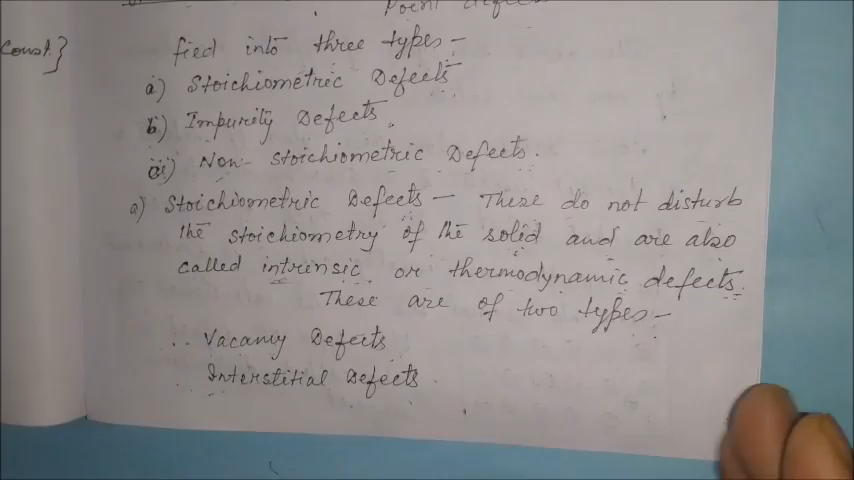 Point Defec
Const.}
fied into three types –
a) Stoichiometric Defects
b) Impurity Defects
c) Non-Stoichiometric Defects.
a) Stoichiometric Defects – These do not disturb
the stoichiometry of the solid and are also
called intrinsic or thermodynamic defects.
These are of two types –
Vacancy Defects
Interstitial Defects